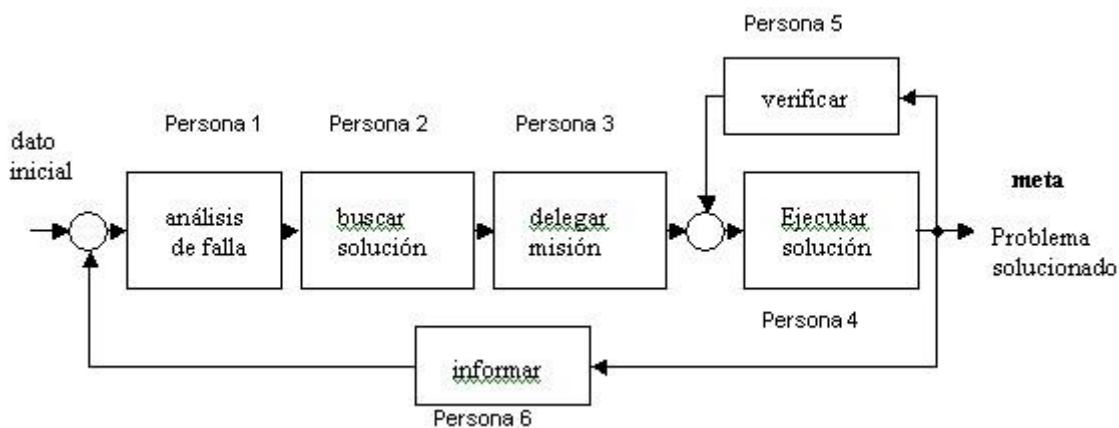 Persona 5
verificar
Persona 1
Persona 2
Persona 3
dato
inicial
análisis
de falla
buscar
solución
delegar
misión
Ejecutar
solución
meta
Problema
solucionado
Persona 4
informar
Persona 6